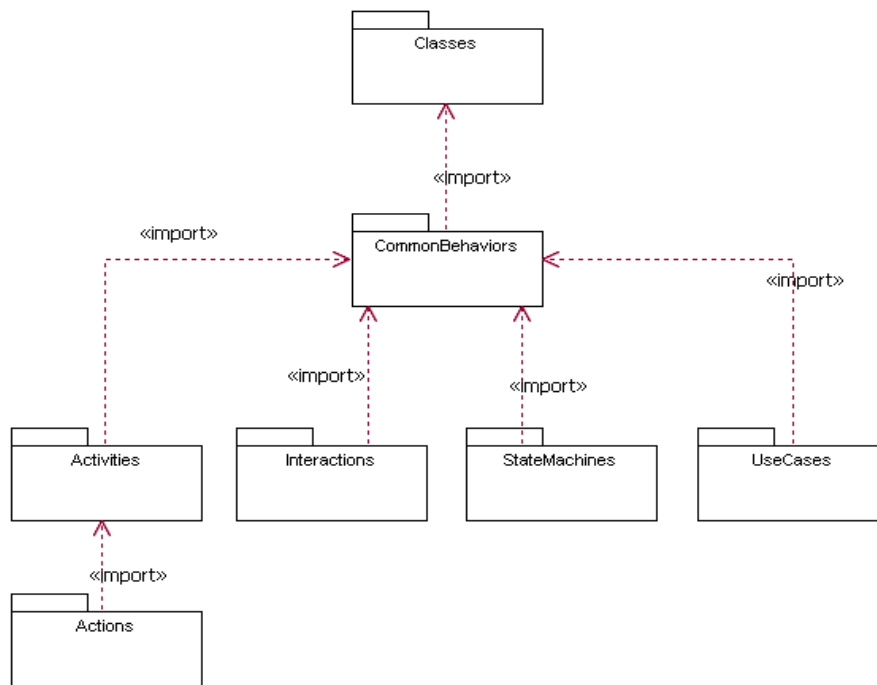 Classes
«import»
«import»
CommonBehaviors
«import»
«import»
«import»
Activities
Interactions
StateMachines
UseCases
«import»
Actions